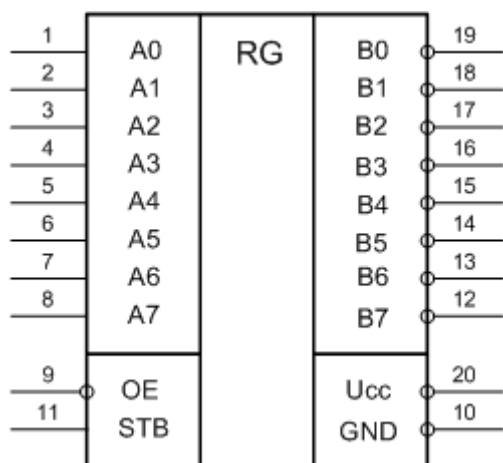 1 A0 RG B0 19
2 A1 B1 18
3 A2 B2 17
4 A3 B3 16
5 A4 B4 15
6 A5 B5 14
7 A6 B6 13
8 A7 B7 12
9 OE Ucc 20
11 STB GND 10